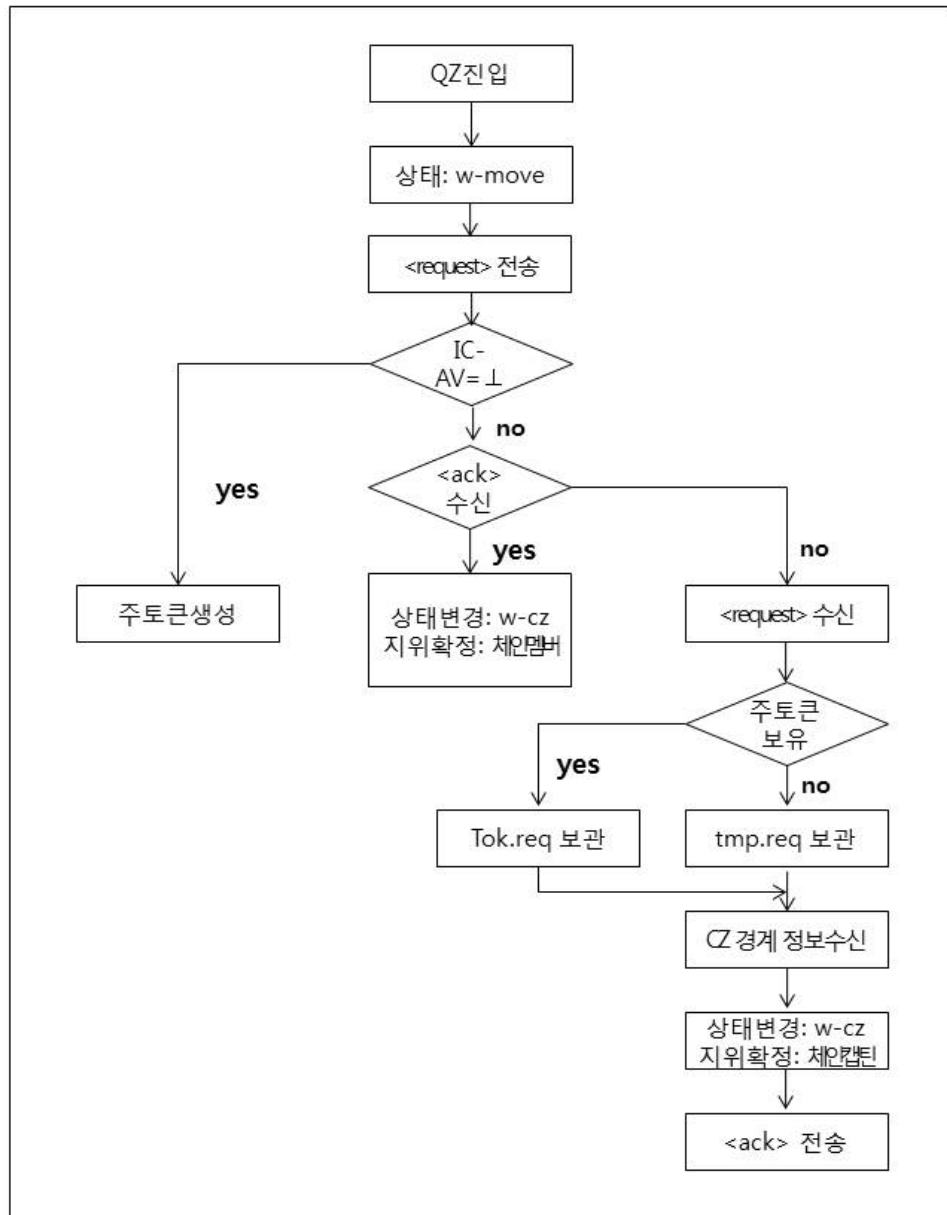 QZ진입
상태: w-move
<request> 전송
IC-
AV=⊥
no
<ack>
수신
yes
yes
no
주토큰생성
상태변경: w-cz
지위확정: 체인멤버
<request> 수신
주토큰
보유
yes
no
Tok.req 보관
tmp.req 보관
CZ 경계 정보수신
상태변경: w-cz
지위확정: 체인캡틴
<ack> 전송